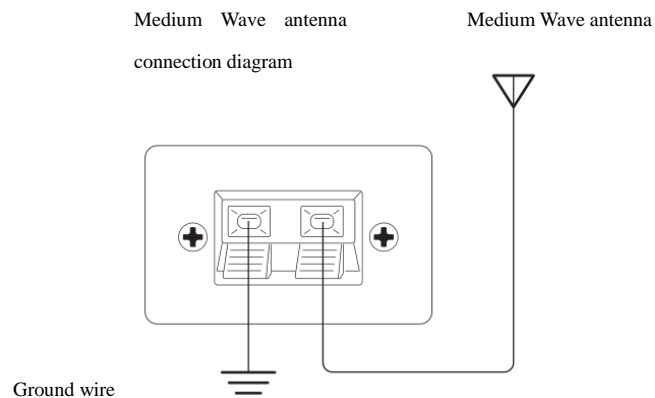 Medium Wave antenna
connection diagram
Medium Wave antenna
Ground wire